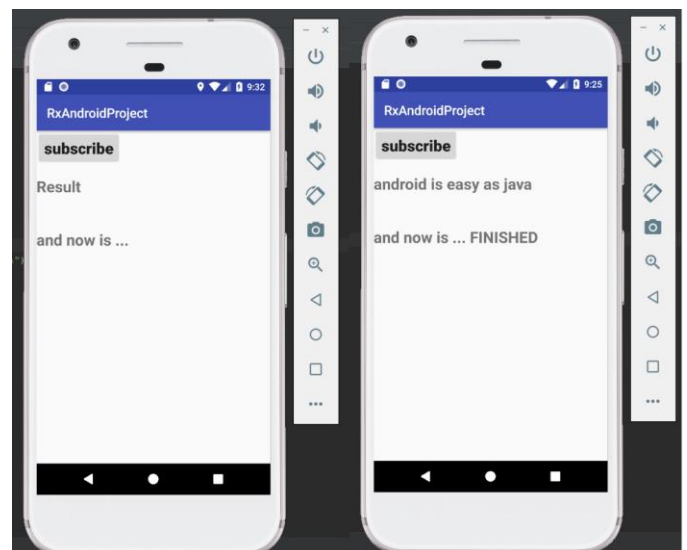 9:32
RxAndroidProject
subscribe
Result
and now is ...
9:25
RxAndroidProject
subscribe
android is easy as java
and now is ... FINISHED